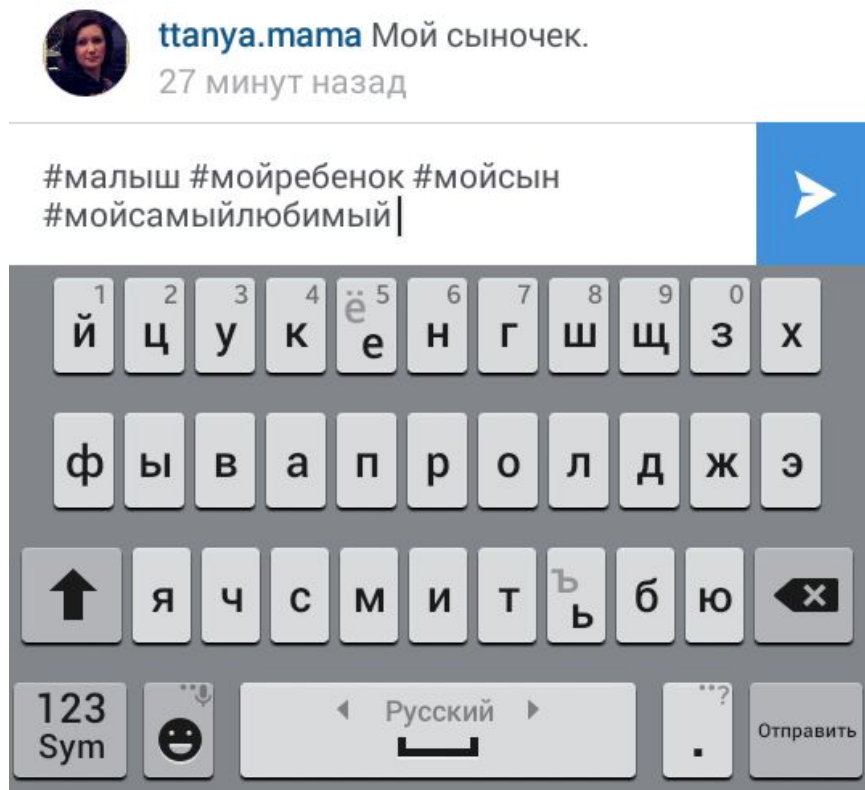 ttanya.mama Мой сыночек.
27 минут назад
#малыш #мойребенок #мойсын
#мойсамыйлюбимый
1 2 3 4 5 6 7 8 9 0
й ц у к ё е н г ш щ з х
ф ы в а п р о л д ж э
я ч с м и т ъ ь б ю
123 Русский . ? Отправить
Sym